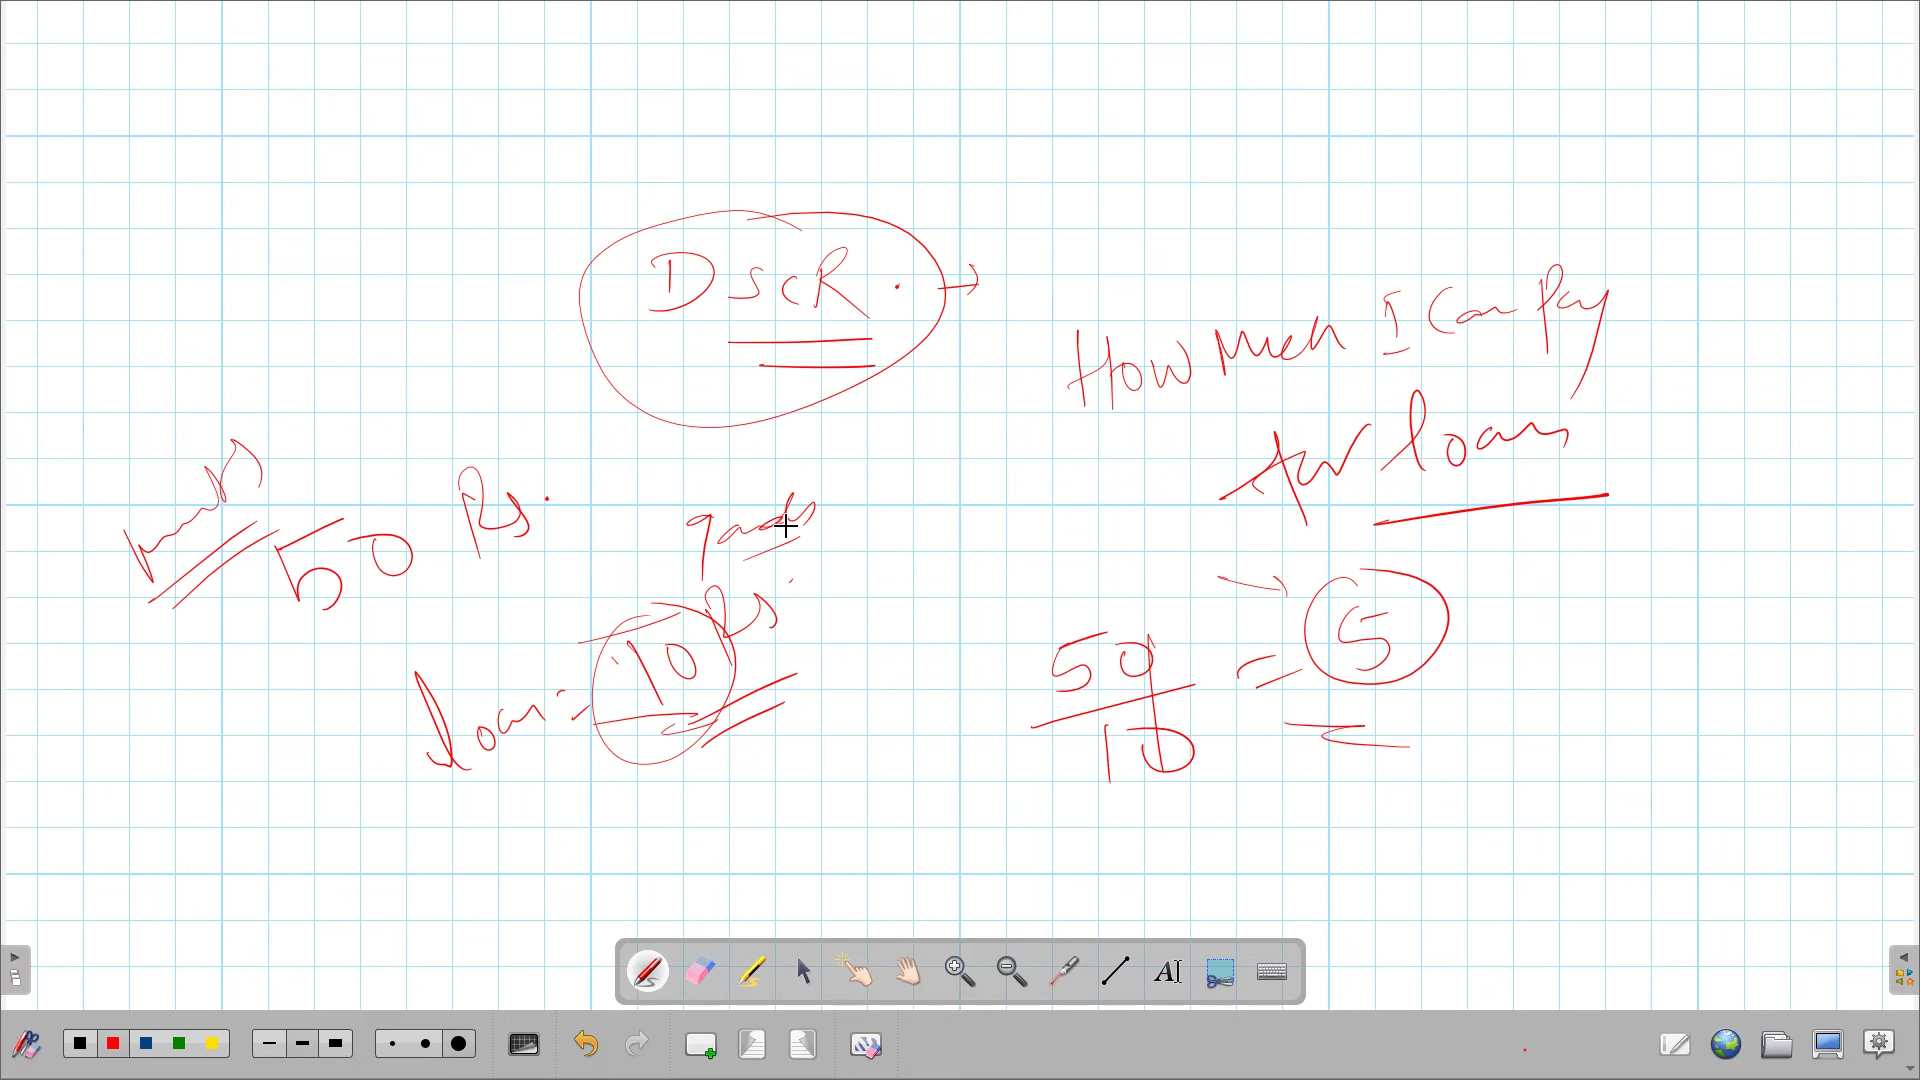 DSCR. →
How Much I Can Pay
for loan
50 Rs.
10 Rs.
loan =
50/10 = 5